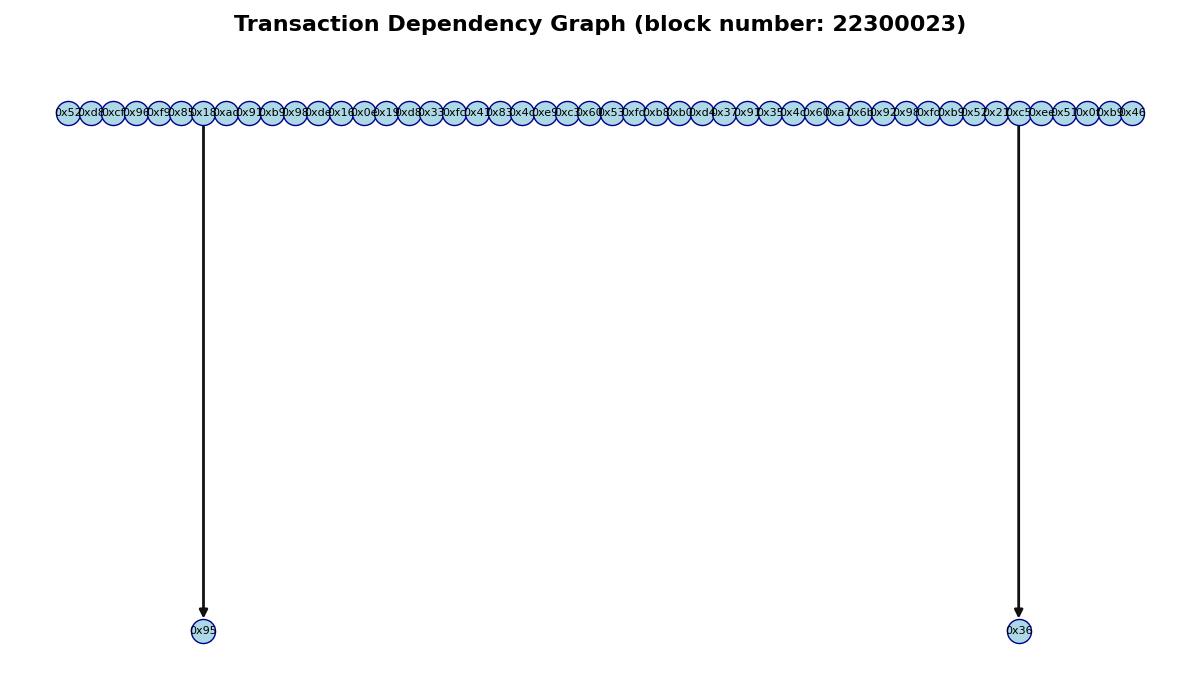 Transaction Dependency Graph (block number: 22300023)
0x52 0xd8 0xcf 0x96 0xf9 0x85 0x18 0xad 0x91 0xb9 0x98 0xde 0x16 0x0e 0x19 0xd8 0x33 0xfc 0x41 0x83 0x4c 0xe9 0xc3 0x60 0x53 0xfd 0xb8 0xb0 0xd4 0x37 0x91 0x35 0x4c 0x60 0xa7 0x6b 0x92 0x98 0xfd 0xb9 0x52 0x21 0xc5 0xee 0x51 0x0f 0xb9 0x46
0x95 0x36